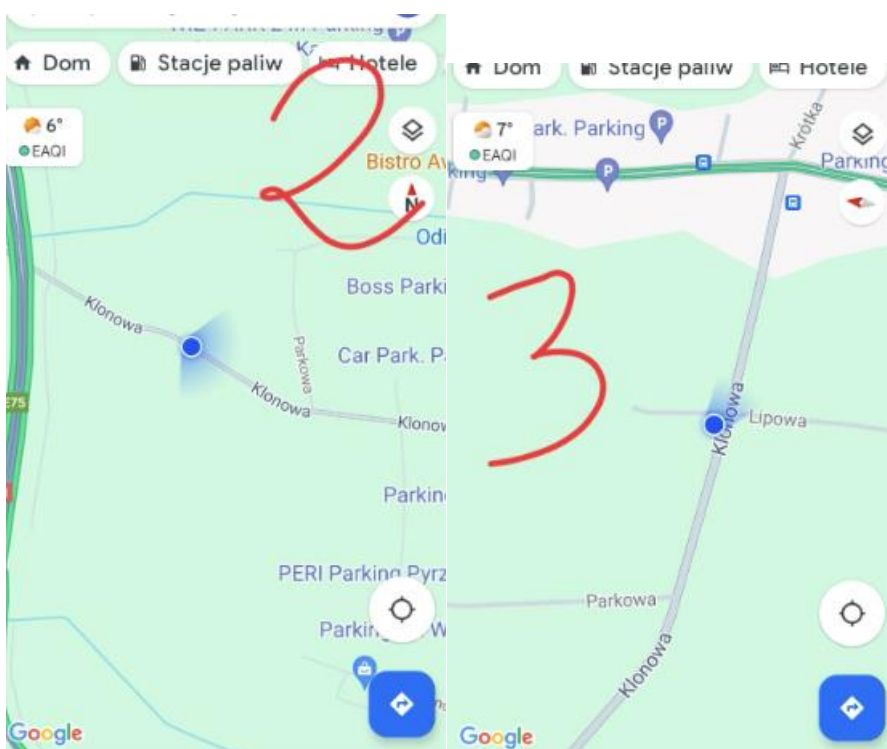 Dom
Stacje paliw
Hotele
6°
EAQI
Bistro
N
Odi
Boss Parki
Klonowa
Parkowa
Car Park. P
Klonowa
Klonow
E75
Parkin
PERI Parking Pyrz
Parking
W
Google
2
Dom
Stacje paliw
Hotele
7°
EAQI
ark. Parking
P
Krótka
Parking
king
P
P
3
Klonowa
Lipowa
Parkowa
Klonowa
Google